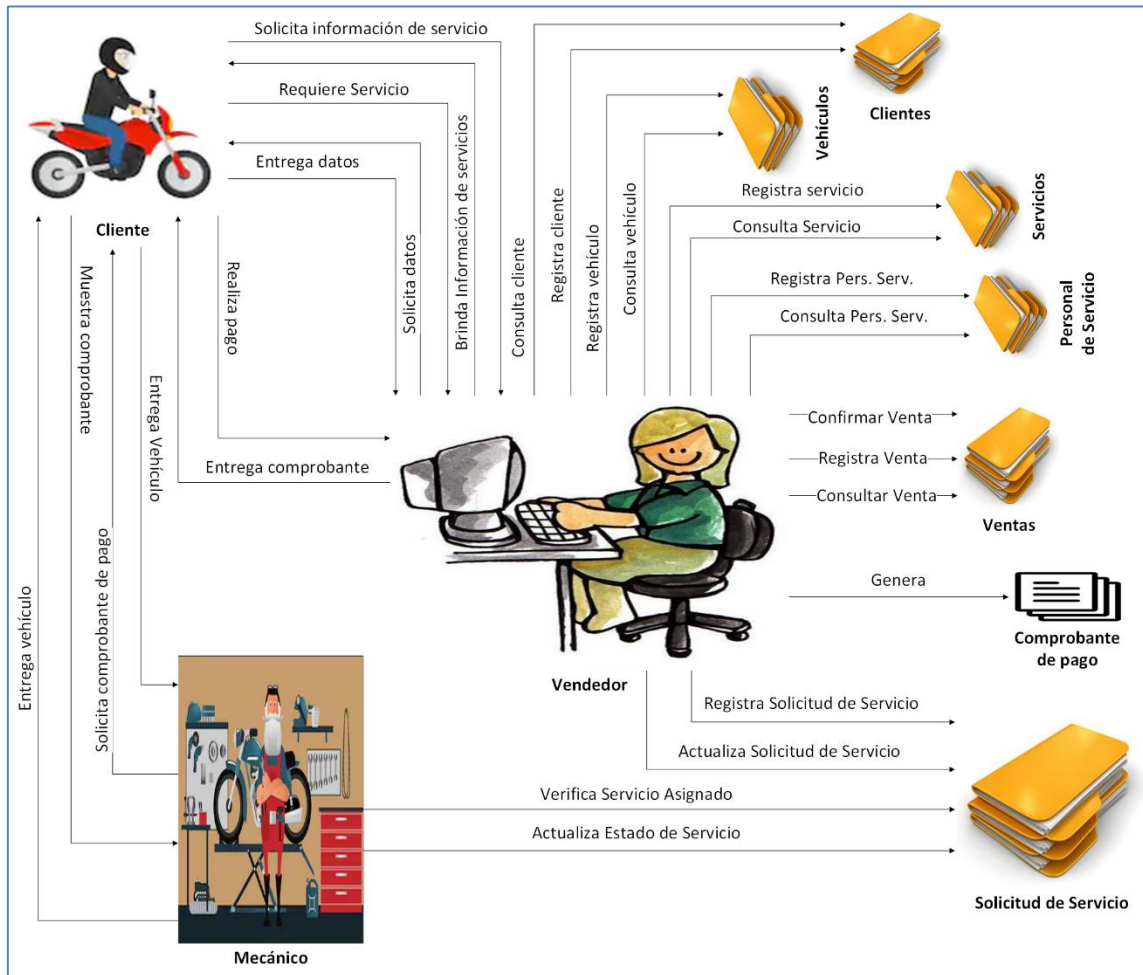 Solicita información de servicio
Requiere Servicio
Entrega datos
Cliente
Muestra comprobante
Entrega Vehículo
Realiza pago
Solicita datos
Brinda Información de servicios
Consulta cliente
Registra cliente
Registra vehículo
Consulta vehículo
Clientes
Vehículos
Registra servicio
Consulta Servicio
Servicios
Registra Pers. Serv.
Consulta Pers. Serv.
Personal
de Servicio
Entrega comprobante
Confirmar Venta
Registra Venta
Consultar Venta
Ventas
Genera
Comprobante
de pago
Entrega vehículo
Solicita comprobante de pago
Vendedor
Registra Solicitud de Servicio
Actualiza Solicitud de Servicio
Verifica Servicio Asignado
Actualiza Estado de Servicio
Solicitud de Servicio
Mecánico